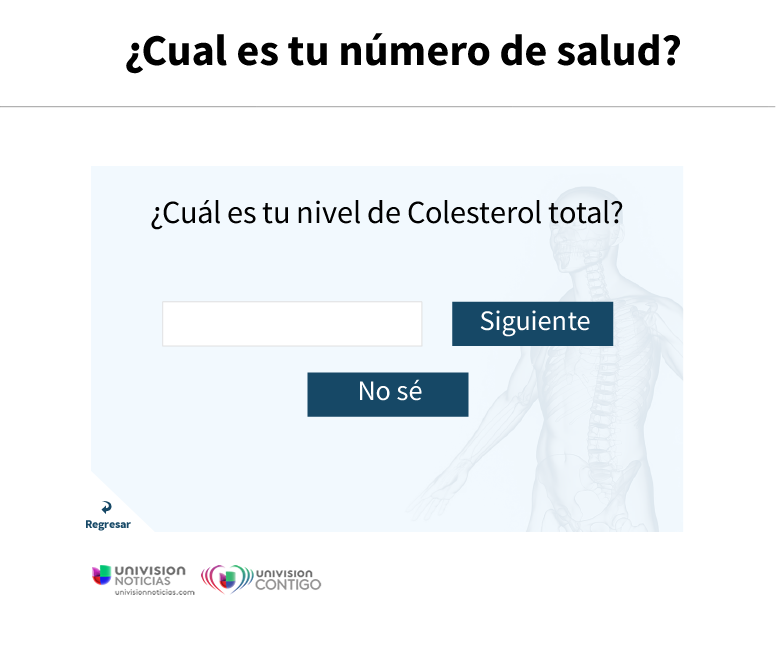 ¿Cual es tu número de salud?
¿Cuál es tu nivel de Colesterol total?
Siguiente
No sé
Regresar
UNIVISION
NOTICIAS
univisionnoticias.com
UNIVISION
CONTIGO